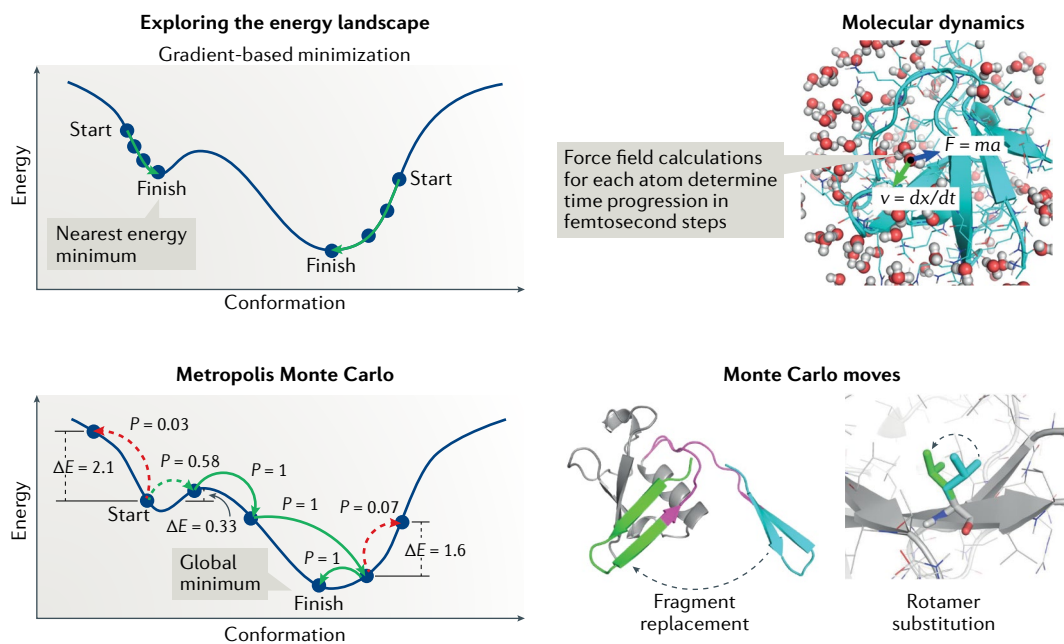 Exploring the energy landscape
Gradient-based minimization
Energy
Start
Finish
Nearest energy
minimum
Start
Finish
Conformation
Molecular dynamics
Force field calculations
for each atom determine
time progression in
femtosecond steps
F = ma
v = dx/dt
Metropolis Monte Carlo
Energy
P = 0.03
ΔE = 2.1
P = 0.58
P = 1
Start
ΔE = 0.33
P = 1
P = 0.07
ΔE = 1.6
Global
minimum
P = 1
Finish
Conformation
Monte Carlo moves
Fragment
replacement
Rotamer
substitution